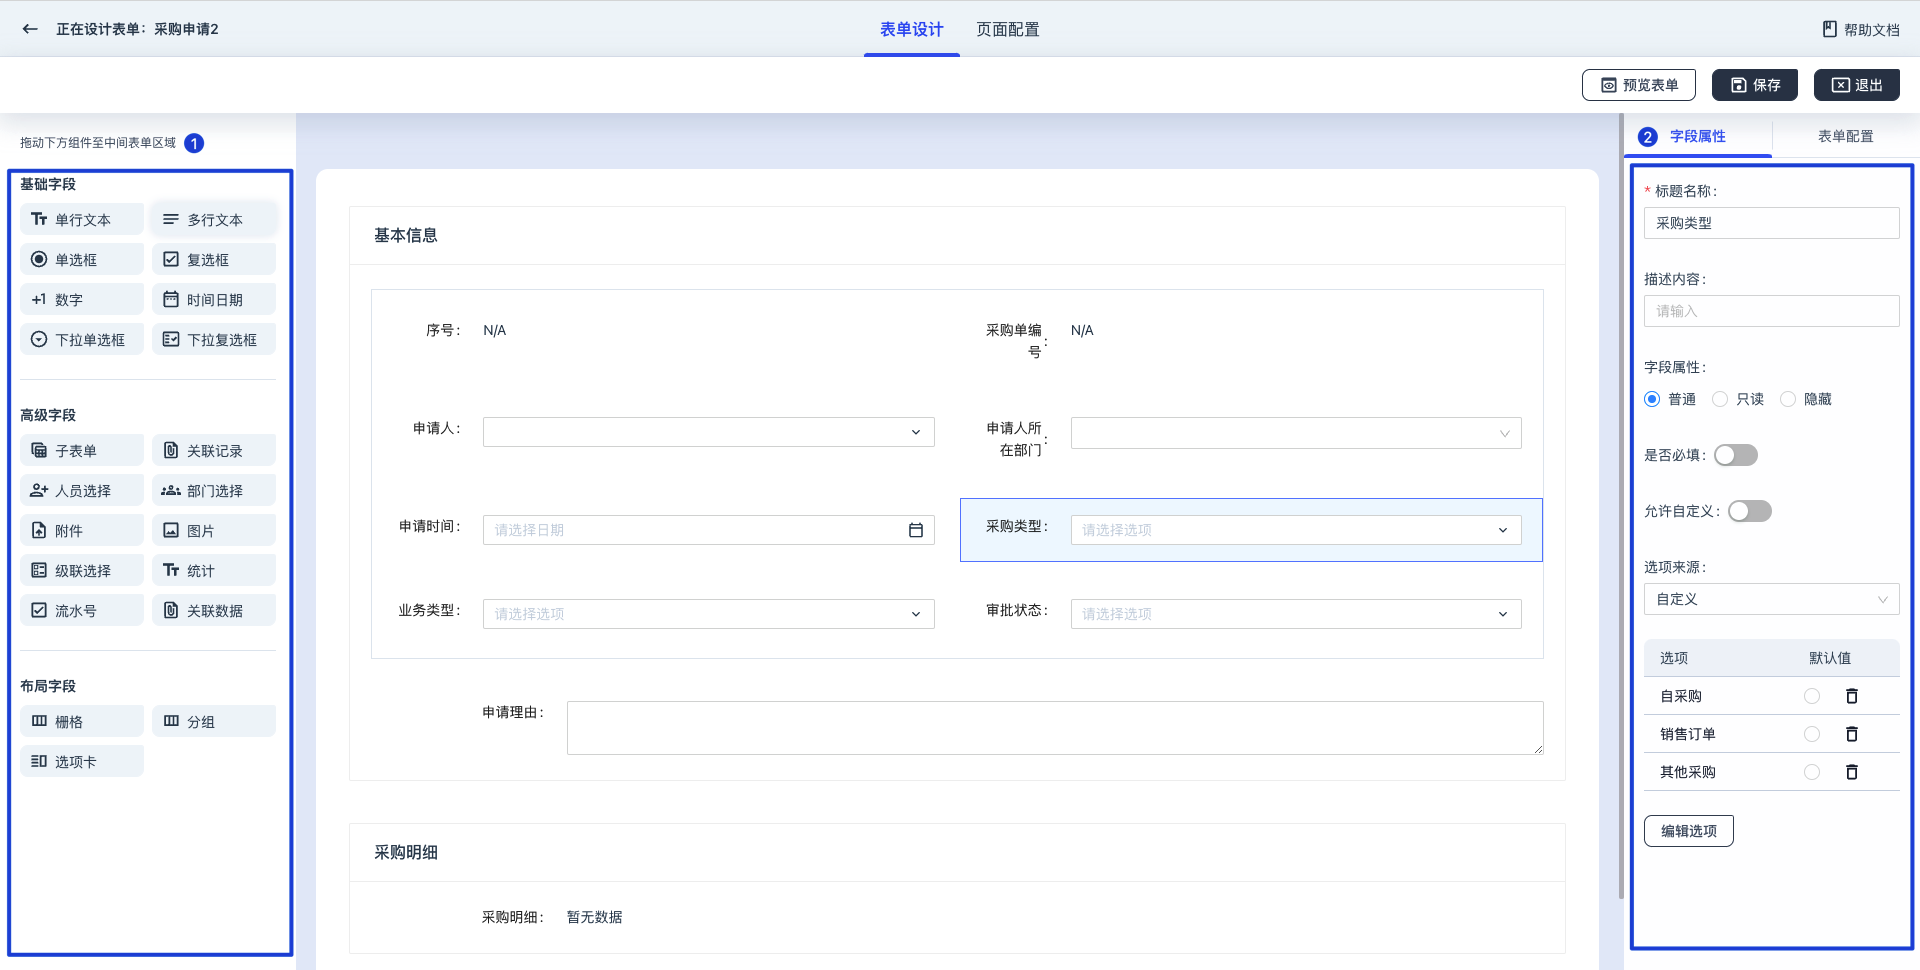 正在设计表单：采购申请2
表单设计
页面配置
帮助文档
预览表单
保存
退出
拖动下方组件至中间表单区域 1
基础字段
单行文本
多行文本
单选框
复选框
+1 数字
时间日期
下拉单选框
下拉复选框
高级字段
子表单
关联记录
人员选择
部门选择
附件
图片
级联选择
统计
流水号
关联数据
布局字段
栅格
分组
选项卡
基本信息
序号： N/A
采购单编号： N/A
申请人：
申请人所在部门：
申请时间： 请选择日期
采购类型： 请选择选项
业务类型： 请选择选项
审批状态： 请选择选项
申请理由：
采购明细
采购明细： 暂无数据
2 字段属性
表单配置
* 标题名称：
采购类型
描述内容：
请输入
字段属性：
普通 只读 隐藏
是否必填：
允许自定义：
选项来源：
自定义
选项 默认值
自采购
销售订单
其他采购
编辑选项